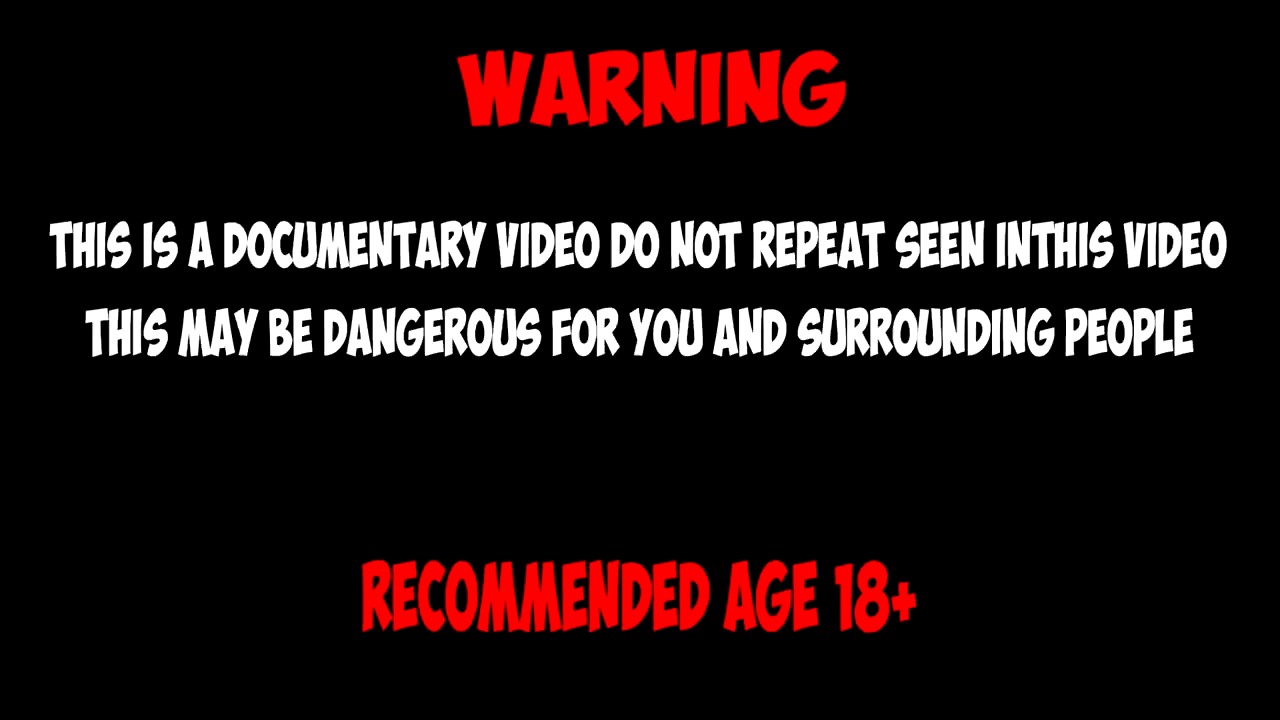 WARNING
THIS IS A DOCUMENTARY VIDEO DO NOT REPEAT SEEN INTHIS VIDEO
THIS MAY BE DANGEROUS FOR YOU AND SURROUNDING PEOPLE
RECOMMENDED AGE 18+